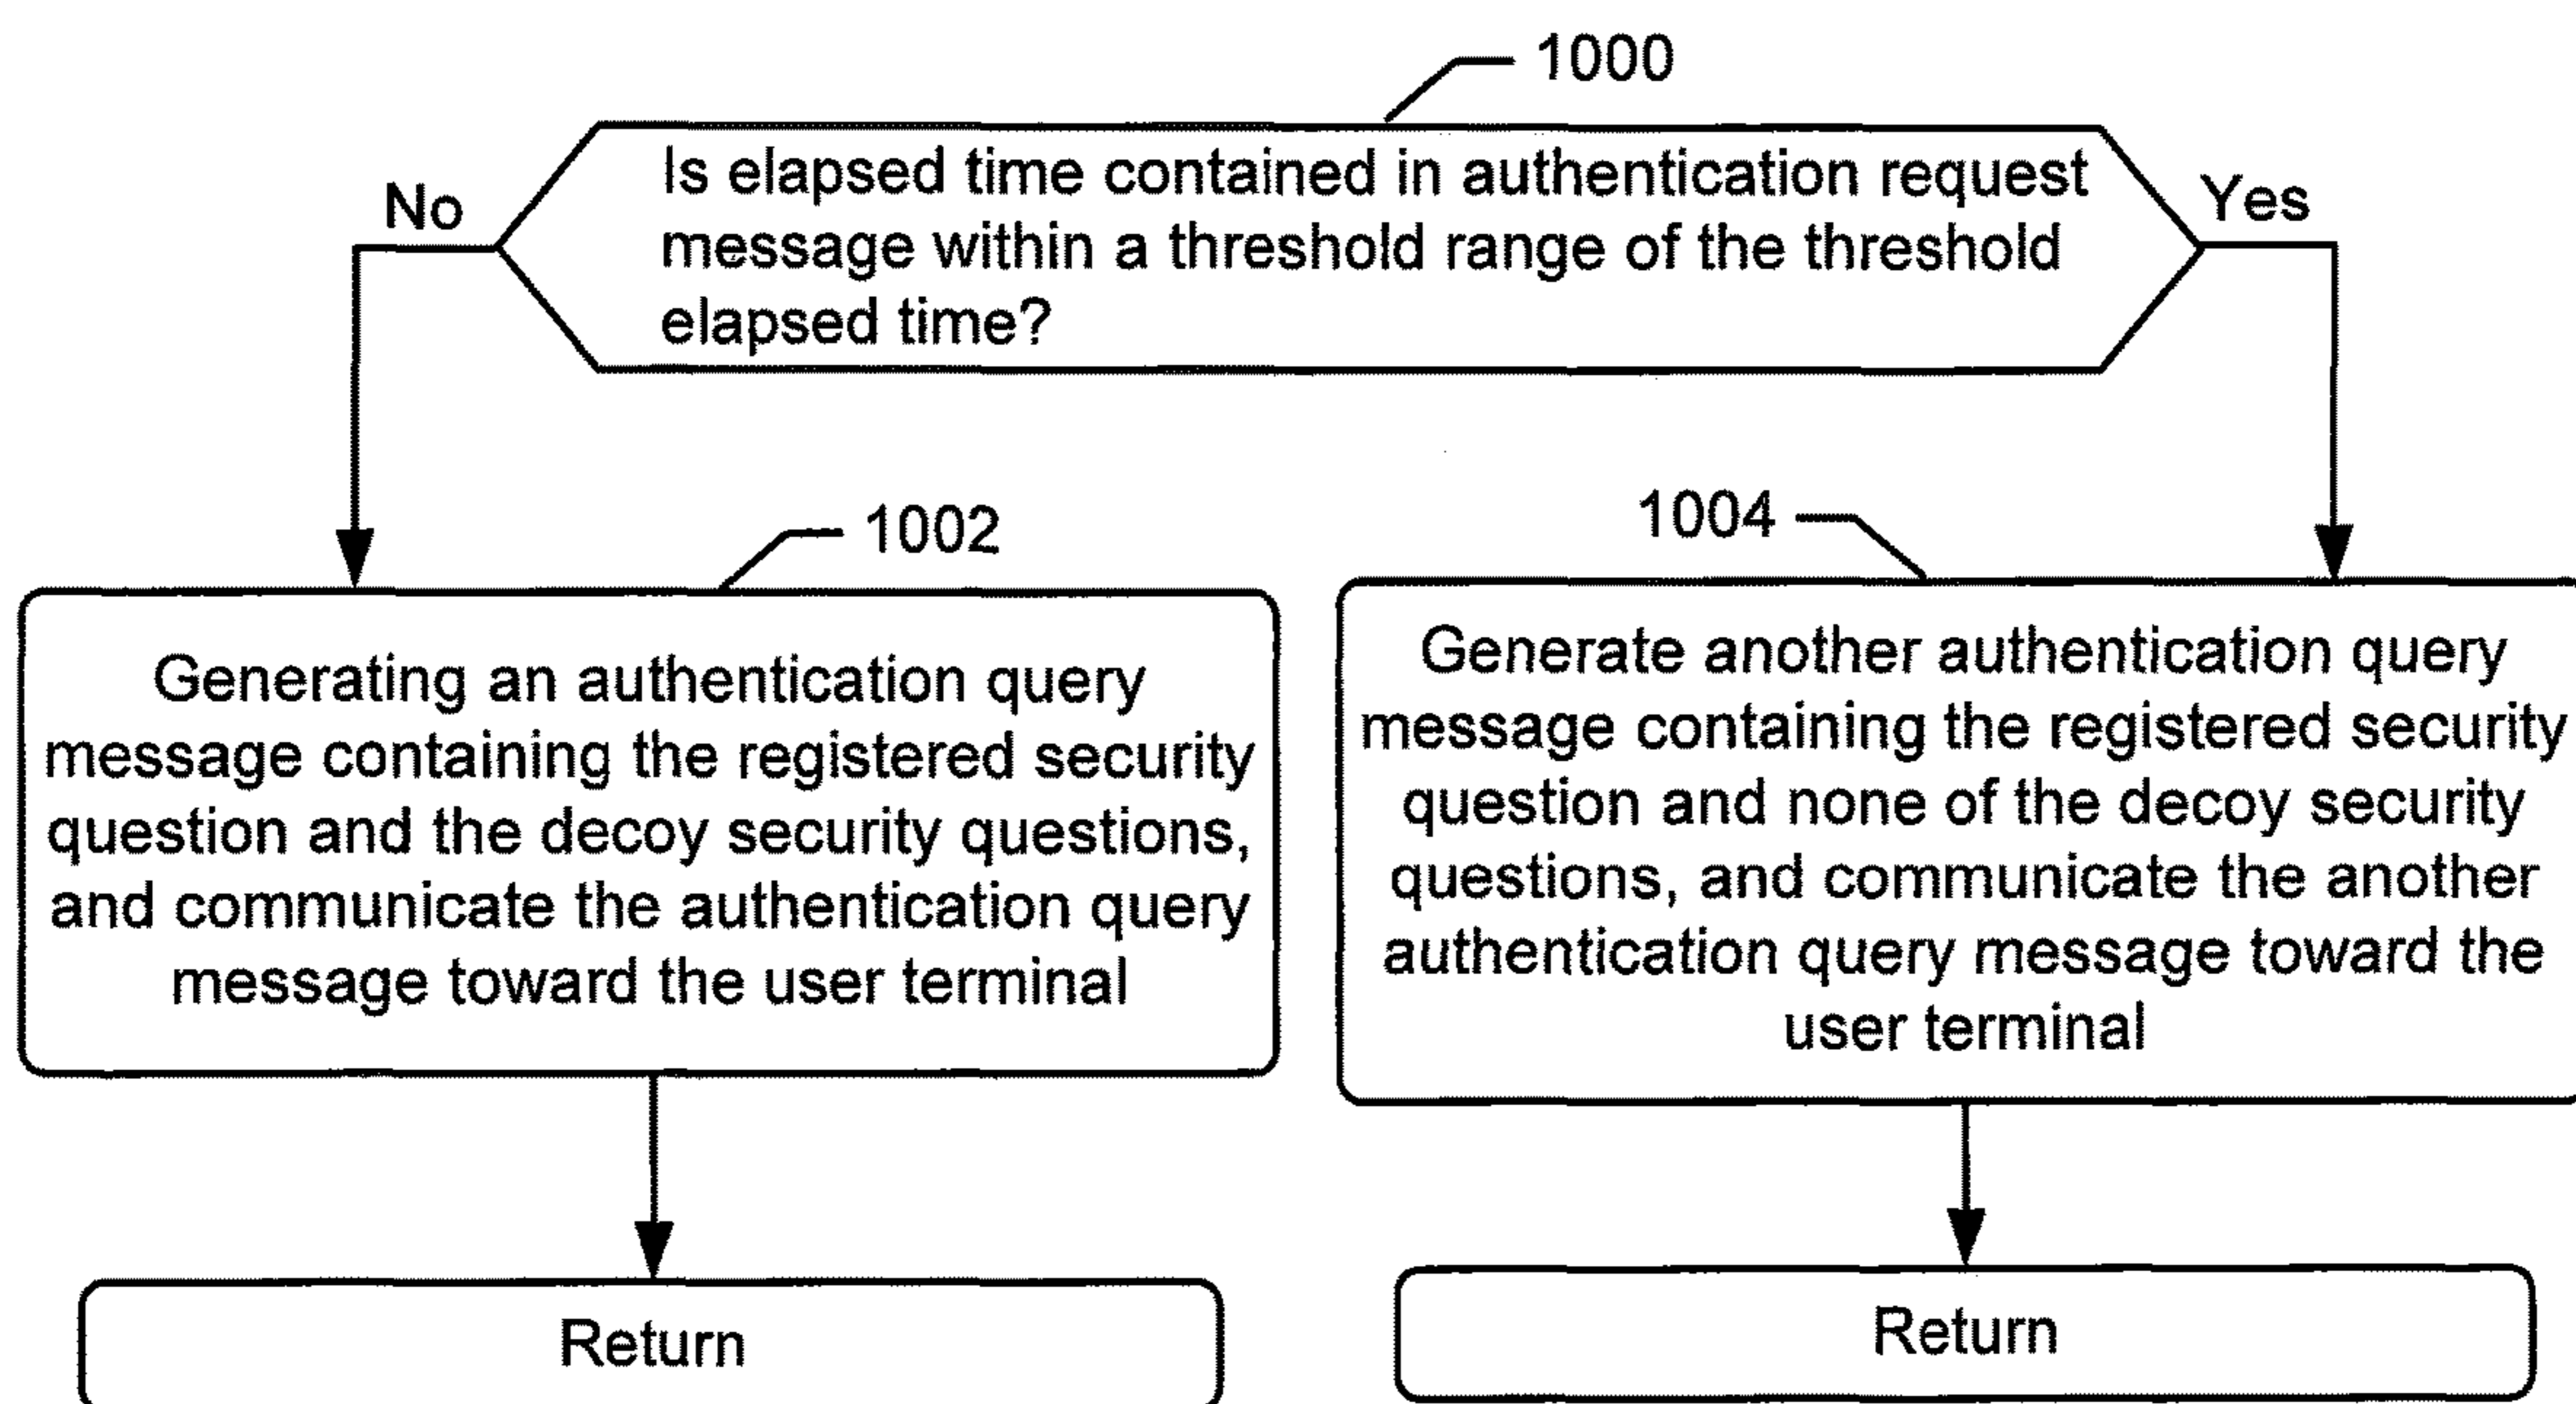 1000
Is elapsed time contained in authentication request
message within a threshold range of the threshold
elapsed time?
No
Yes
1002
Generating an authentication query
message containing the registered security
question and the decoy security questions,
and communicate the authentication query
message toward the user terminal
1004
Generate another authentication query
message containing the registered security
question and none of the decoy security
questions, and communicate the another
authentication query message toward the
user terminal
Return
Return